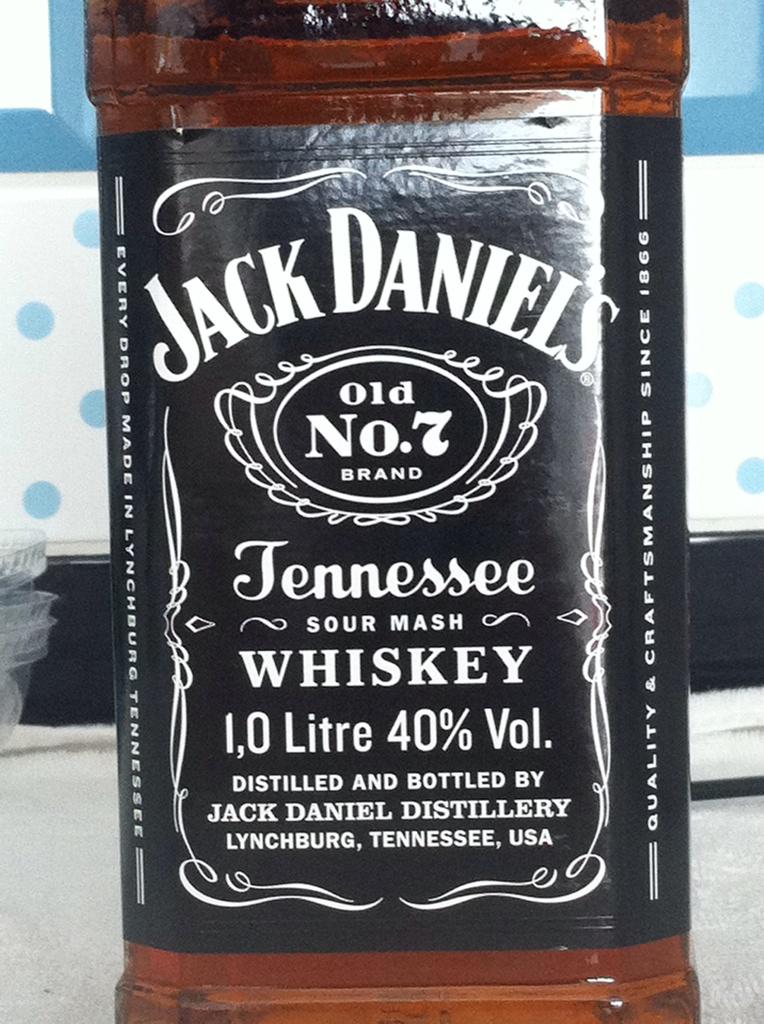 JACK DANIEL'S®
Old
No.7
BRAND
Tennessee
SOUR MASH
WHISKEY
1,0 Litre 40% Vol.
DISTILLED AND BOTTLED BY
JACK DANIEL DISTILLERY
LYNCHBURG, TENNESSEE, USA
EVERY DROP MADE IN LYNCHBURG TENNESSEE
QUALITY & CRAFTSMANSHIP SINCE 1866